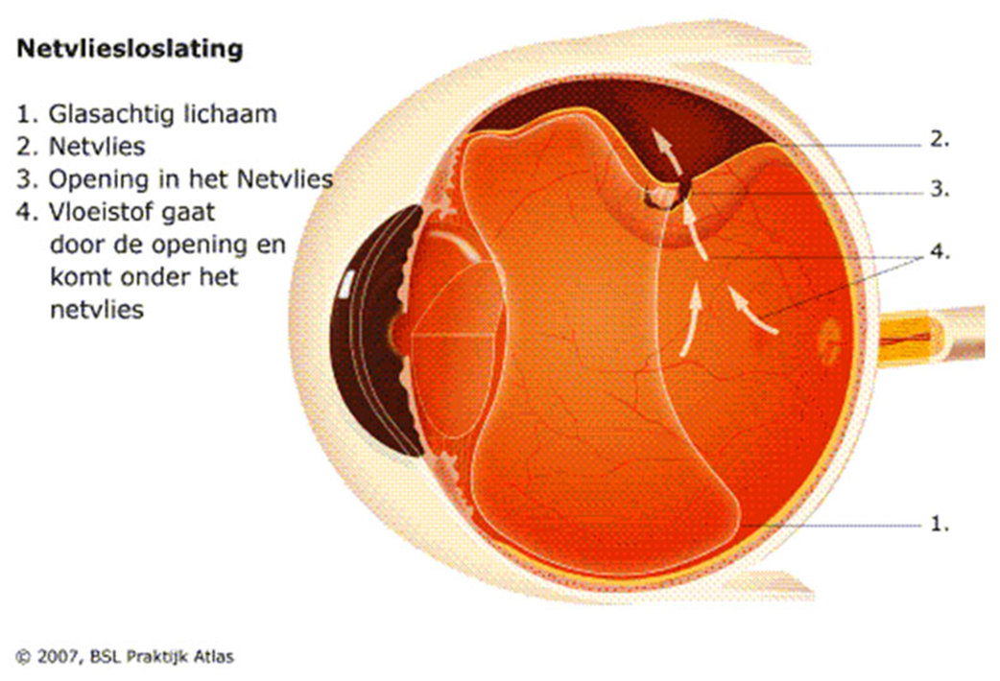 Netvliesloslating
1. Glasachtig lichaam
2. Netvlies
3. Opening in het Netvlies
4. Vloeistof gaat
door de opening en
komt onder het
netvlies
2.
3.
4.
1.
© 2007, BSL Praktijk Atlas